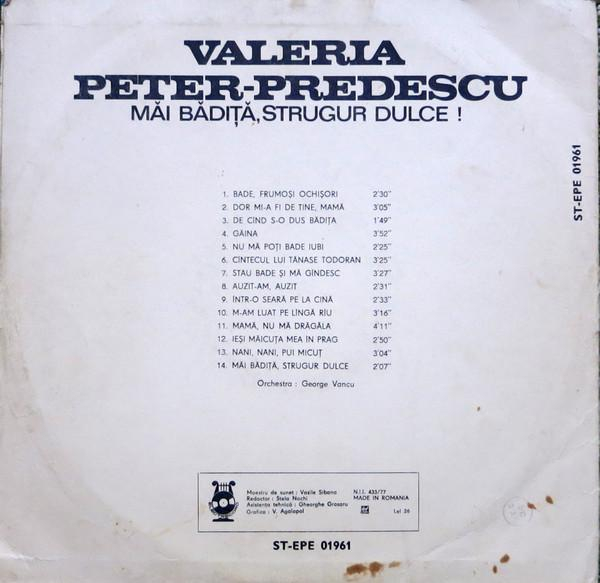 VALERIA
PETER-PREDESCU
MĂI BĂDIȚĂ, STRUGUR DULCE !
ST-EPE 01961
1. BADE, FRUMOȘI OCHIȘORI 2'30''
2. DOR MI-A FI DE TINE, MAMĂ 3'05''
3. DE CÎND S-O DUS BĂDIȚA 1'49''
4. GĂINA 3'52''
5. NU MĂ POȚI BADE IUBI 2'25''
6. CÎNTECUL LUI TĂNASE TODORAN 3'25''
7. STAU BADE ȘI MĂ GÎNDESC 3'27''
8. AUZIT-AM, AUZIT 2'31''
9. ÎNTR-O SEARĂ PE LA CINĂ 2'33''
10. M-AM LUAT PE LÎNGĂ RÎU 3'16''
11. MAMĂ, NU MĂ DRĂGĂLA 4'11''
12. IEȘI MĂICUȚA MEA ÎN PRAG 2'50''
13. NANI, NANI, PUI MICUȚ 3'04''
14. MĂI BĂDIȚĂ, STRUGUR DULCE 2'07''
Orchestra : George Vancu
Maestru de sunet : Vasile Sibana
Redactor : Stela Nachi
Asistența tehnică : Gheorghe Grosaru
Grafica : V. Agalopol
N.I.I. 433/77
MADE IN ROMANIA
Lei 26
ST-EPE 01961